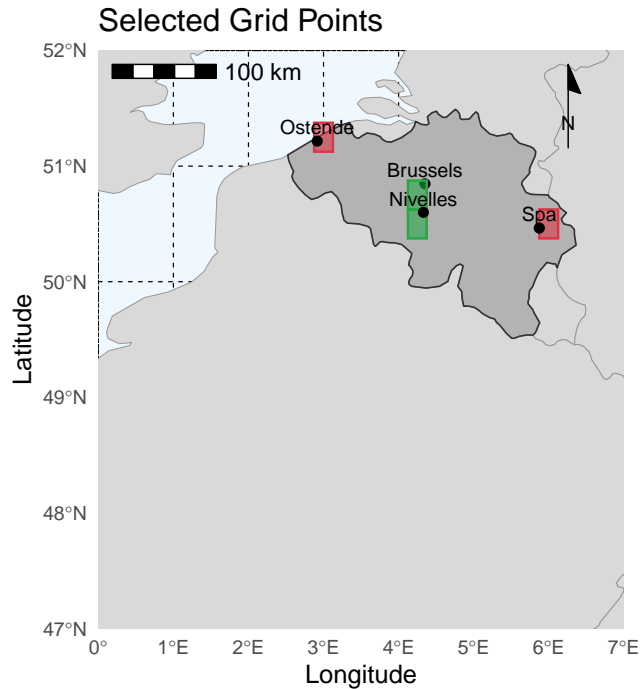 Selected Grid Points
52°N
100 km
N
Ostende
51°N
Brussels
Nivelles
Spa
50°N
Latitude
49°N
48°N
47°N
0° 1°E 2°E 3°E 4°E 5°E 6°E 7°E
Longitude